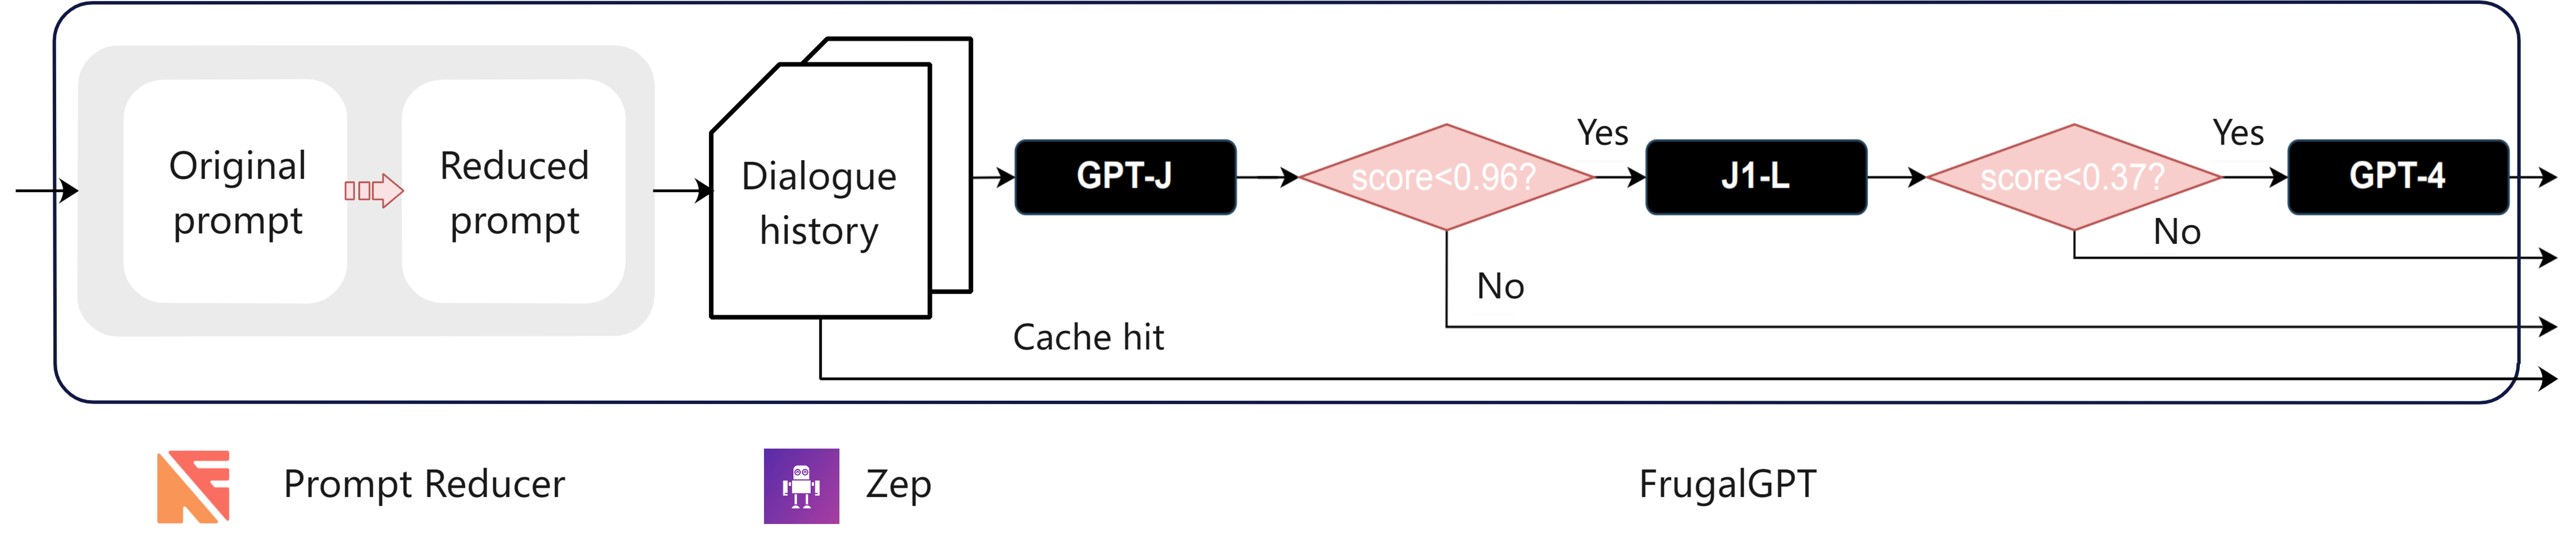 Original
prompt
Reduced
prompt
Dialogue
history
GPT-J
score<0.96?
Yes
No
J1-L
score<0.37?
Yes
No
GPT-4
Cache hit
Prompt Reducer
Zep
FrugalGPT